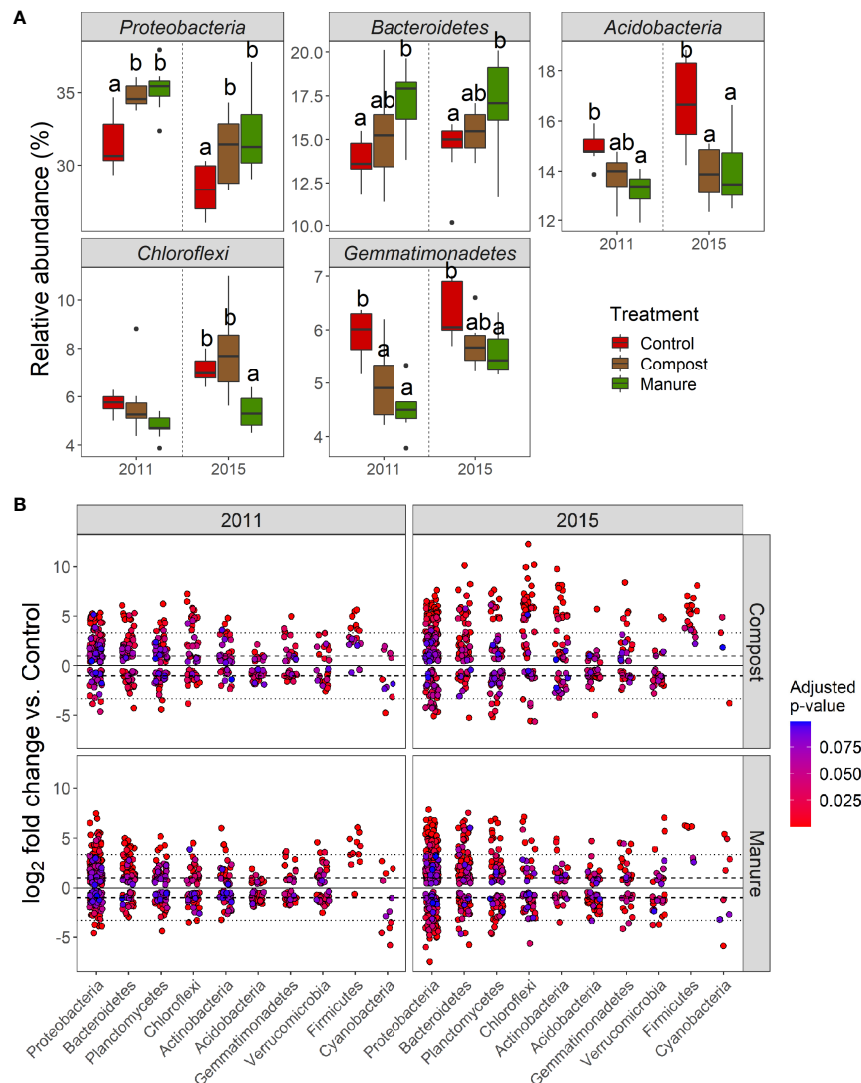 A
Proteobacteria
Bacteroidetes
Acidobacteria
Relative abundance (%)
35
30
a b b
a b b
20.0
17.5
15.0
12.5
10.0
a ab b
a ab b
18
16
14
12
b ab a
b a a
2011 2015
Chloroflexi
Gemmatimonadetes
10
8
6
4
b b a
2011 2015
7
6
5
4
b a a
b ab a
2011 2015
Treatment
Control
Compost
Manure
B
2011 2015
log2 fold change vs. Control
10
5
0
-5
Compost
10
5
0
-5
Manure
Adjusted
p-value
0.075
0.050
0.025
Proteobacteria
Bacteroidetes
Planctomycetes
Chloroflexi
Actinobacteria
Acidobacteria
Gemmatimonadetes
Verrucomicrobia
Firmicutes
Cyanobacteria
Proteobacteria
Bacteroidetes
Planctomycetes
Chloroflexi
Actinobacteria
Acidobacteria
Gemmatimonadetes
Verrucomicrobia
Firmicutes
Cyanobacteria